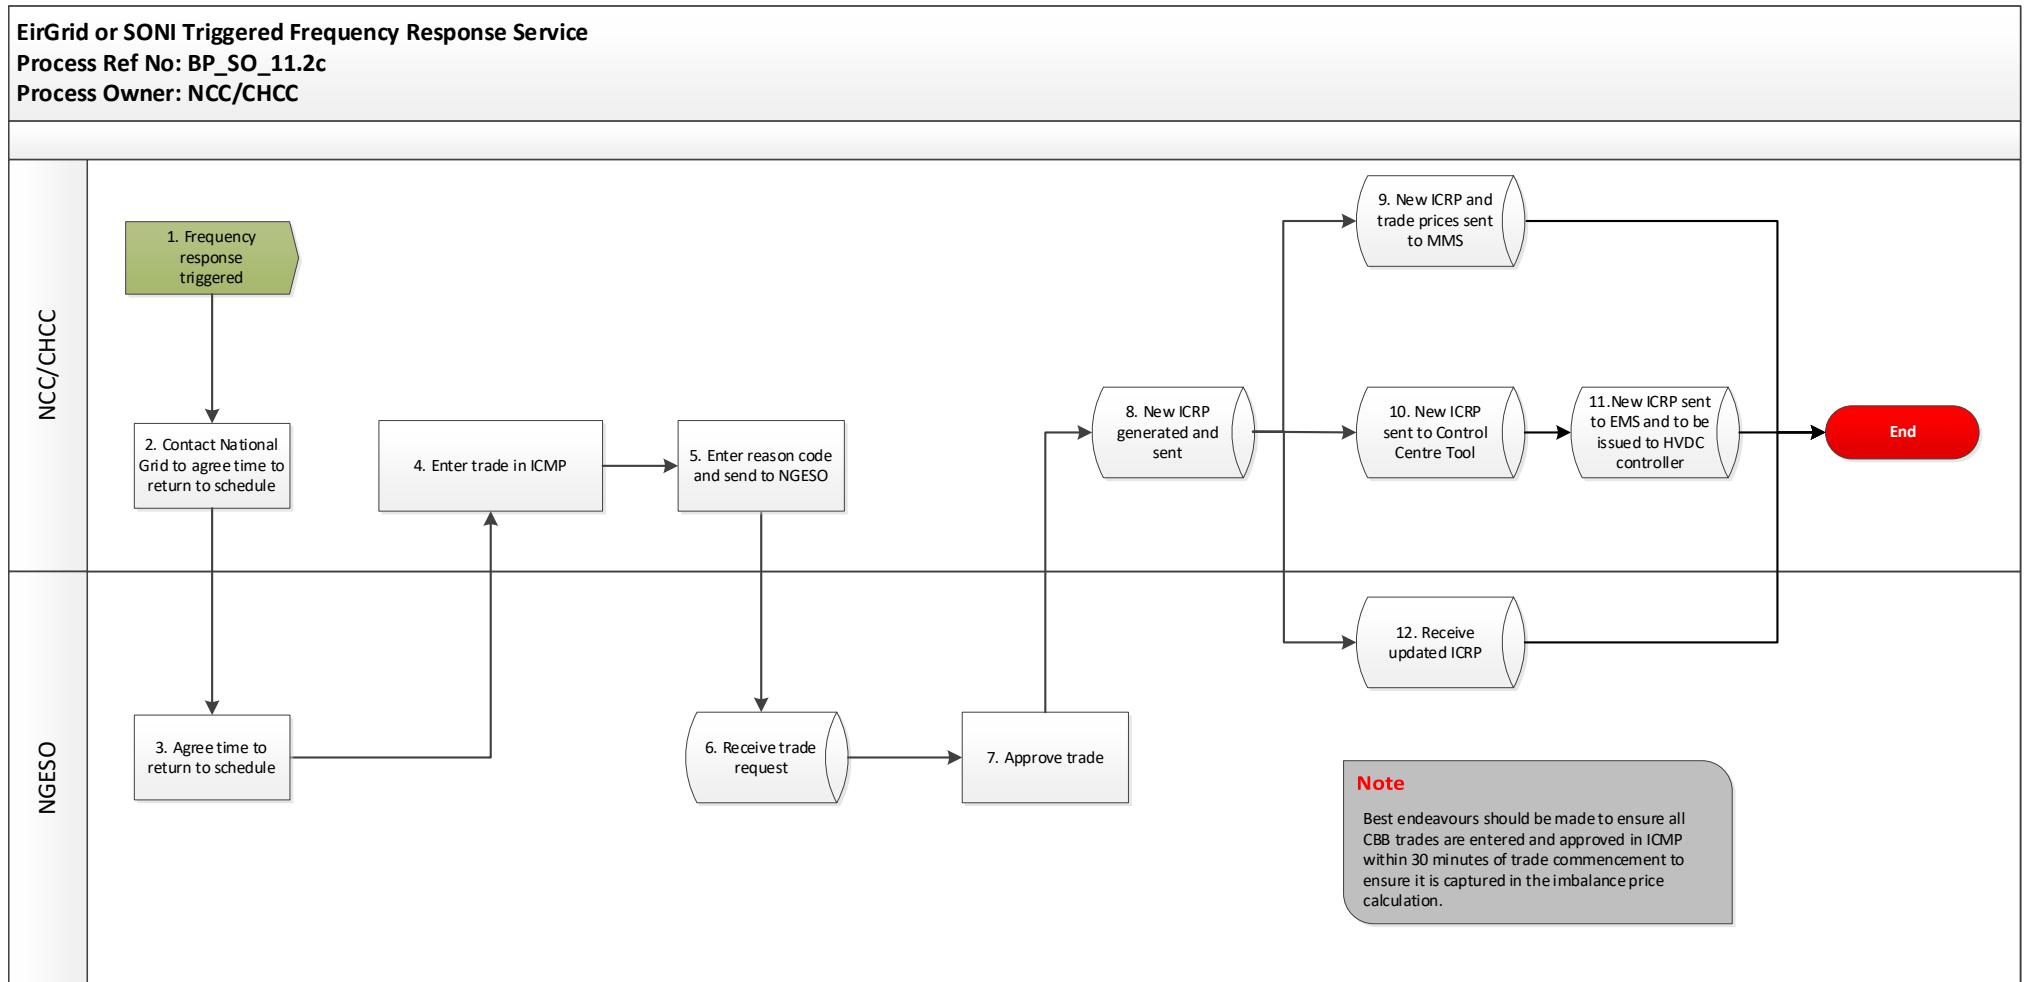 EirGrid or SONI Triggered Frequency Response Service
Process Ref No: BP_SO_11.2c
Process Owner: NCC/CHCC
NCC/CHCC
1. Frequency
response
triggered
2. Contact National
Grid to agree time to
return to schedule
4. Enter trade in ICMP
5. Enter reason code
and send to NGESO
8. New ICRP
generated and
sent
9. New ICRP and
trade prices sent
to MMS
10. New ICRP
sent to Control
Centre Tool
11.New ICRP sent
to EMS and to be
issued to HVDC
controller
End
NGESO
3. Agree time to
return to schedule
6. Receive trade
request
7. Approve trade
12. Receive
updated ICRP
Note
Best endeavours should be made to ensure all
CBB trades are entered and approved in ICMP
within 30 minutes of trade commencement to
ensure it is captured in the imbalance price
calculation.